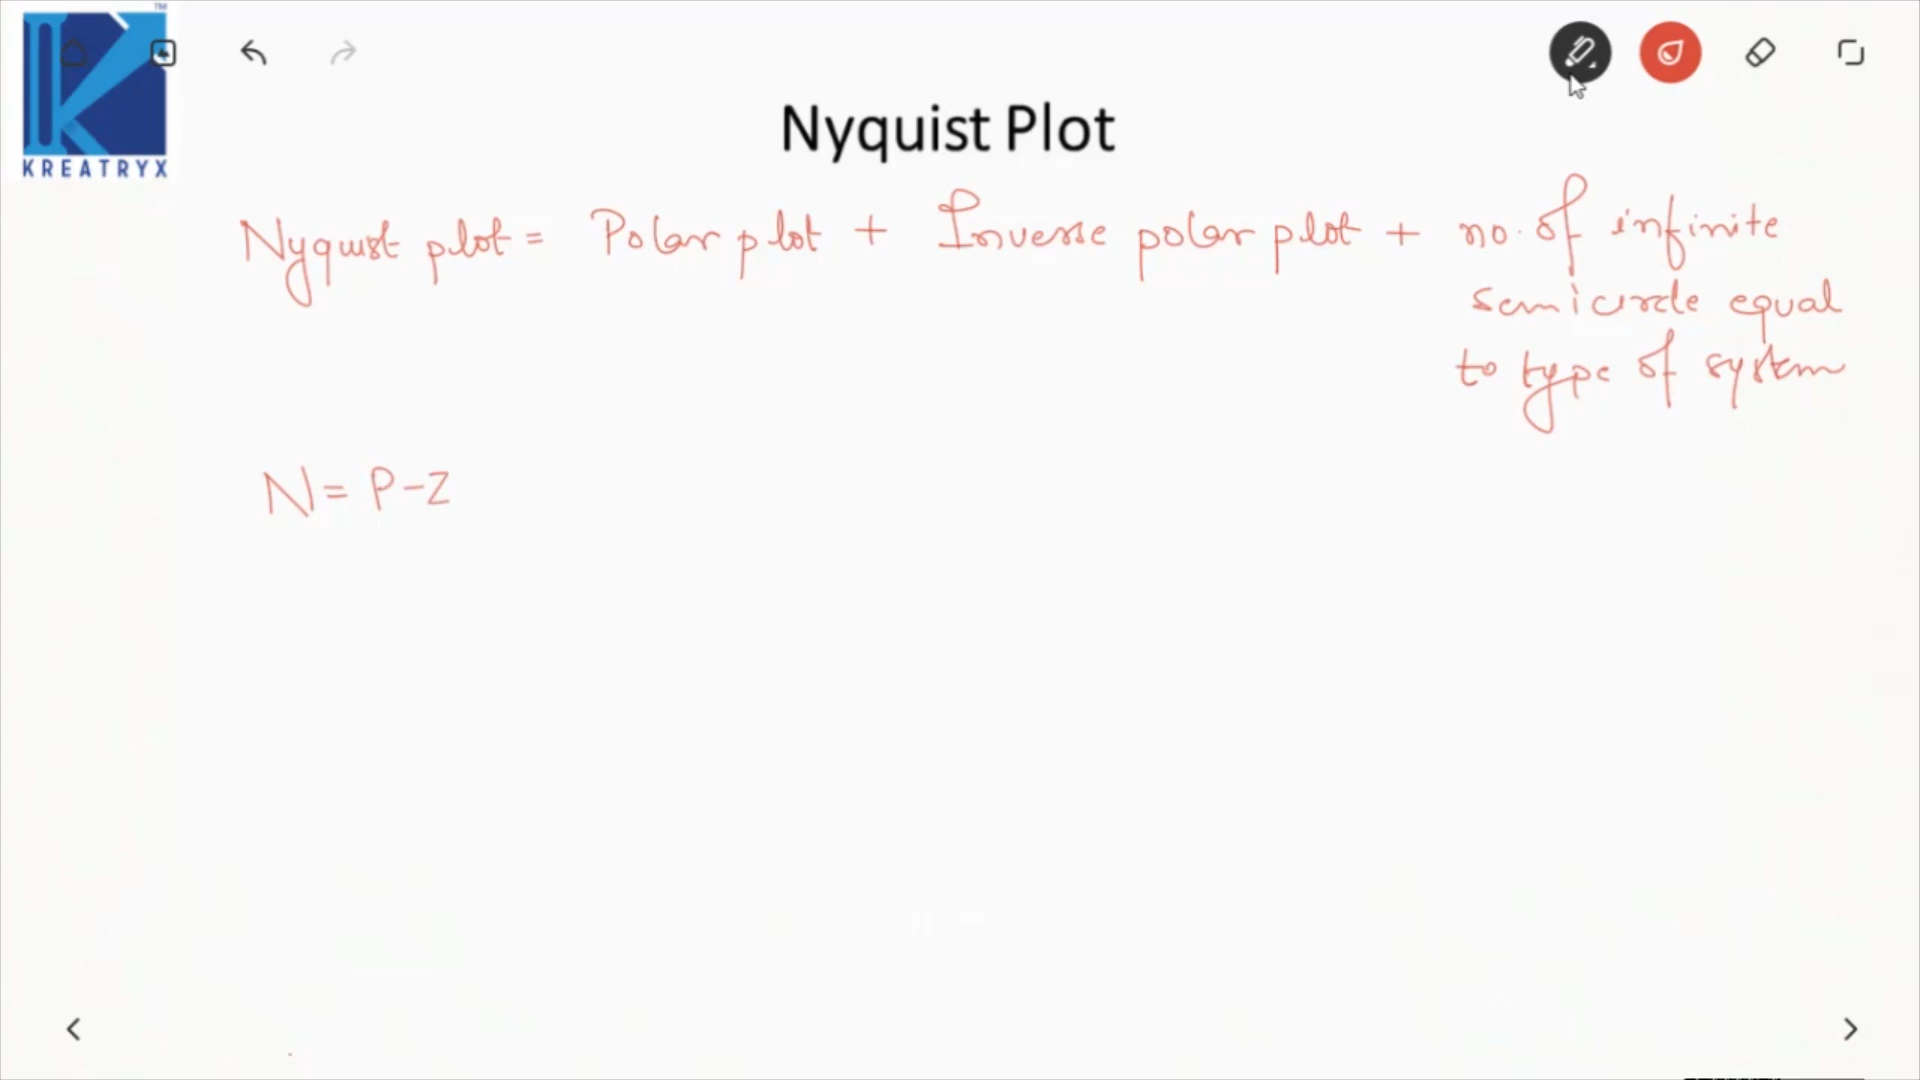 TM
KREATRYX
Nyquist Plot
Nyquist plot = Polar plot + Inverse polar plot + no. of infinite
semicircle equal
to type of system
N = P-Z